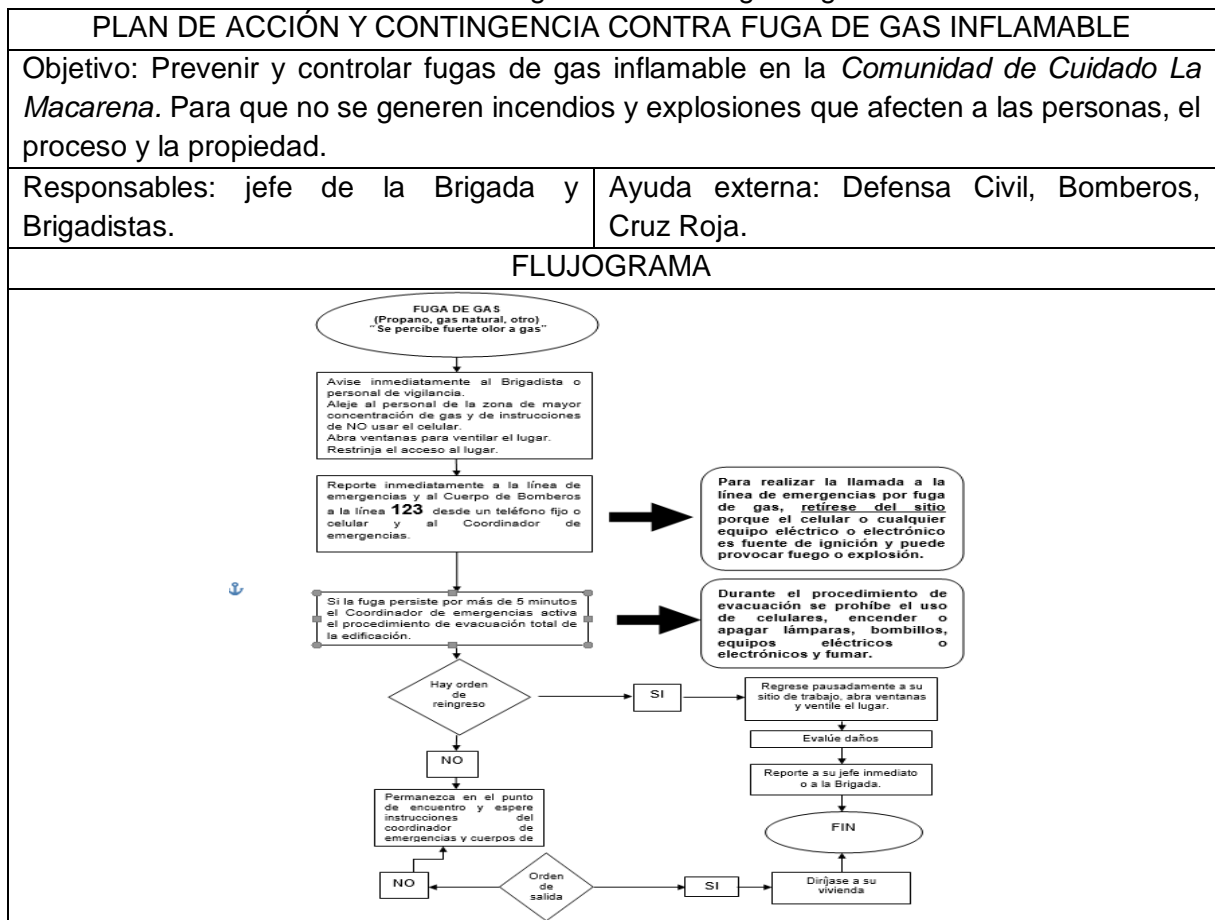 PLAN DE ACCIÓN Y CONTINGENCIA CONTRA FUGA DE GAS INFLAMABLE
Objetivo: Prevenir y controlar fugas de gas inflamable en la Comunidad de Cuidado La
Macarena. Para que no se generen incendios y explosiones que afecten a las personas, el
proceso y la propiedad.
Responsables: jefe de la Brigada y
Brigadistas.
Ayuda externa: Defensa Civil, Bomberos,
Cruz Roja.
FLUJOGRAMA
FUGA DE GAS
(Propano, gas natural, otro)
"Se percibe fuerte olor a gas"
Avise inmediatamente al Brigadista o
personal de vigilancia.
Aleje al personal de la zona de mayor
concentración de gas y de instrucciones
de NO usar el celular.
Abra ventanas para ventilar el lugar.
Restrinja el acceso al lugar.
Reporte inmediatamente a la línea de
emergencias y al Cuerpo de Bomberos
a la línea 123 desde un teléfono fijo o
celular y al Coordinador de
emergencias.
Para realizar la llamada a la
línea de emergencias por fuga
de gas, retírese del sitio
porque el celular o cualquier
equipo eléctrico o electrónico
es fuente de ignición y puede
provocar fuego o explosión.
Si la fuga persiste por más de 5 minutos
el Coordinador de emergencias activa
el procedimiento de evacuación total de
la edificación.
Durante el procedimiento de
evacuación se prohíbe el uso
de celulares, encender o
apagar lámparas, bombillos,
equipos eléctricos o
electrónicos y fumar.
Hay orden
de
reingreso
SI
Regrese pausadamente a su
sitio de trabajo, abra ventanas
y ventile el lugar.
Evalúe daños
NO
Reporte a su jefe inmediato
o a la Brigada.
Permanezca en el punto
de encuentro y espere
instrucciones del
coordinador de
emergencias y cuerpos de
FIN
NO
Orden
de
salida
SI
Diríjase a su
vivienda